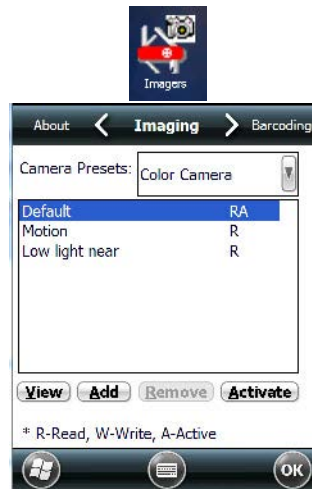 Imagers
About Imaging Barcoding
Camera Presets: Color Camera
Default RA
Motion R
Low light near R
View Add Remove Activate
* R-Read, W-Write, A-Active
OK